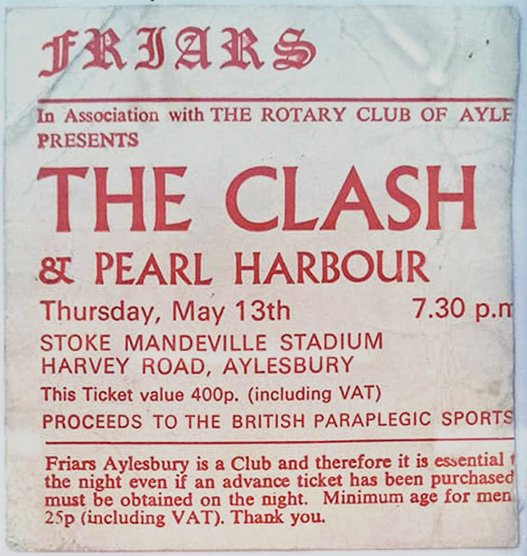 FRIARS
In Association with THE ROTARY CLUB OF AYLE
PRESENTS
THE CLASH
& PEARL HARBOUR
Thursday, May 13th 7.30 p.m
STOKE MANDEVILLE STADIUM
HARVEY ROAD, AYLESBURY
This Ticket value 400p. (including VAT)
PROCEEDS TO THE BRITISH PARAPLEGIC SPORTS
Friars Aylesbury is a Club and therefore it is essential
the night even if an advance ticket has been purchased
must be obtained on the night. Minimum age for mem
25p (including VAT). Thank you.